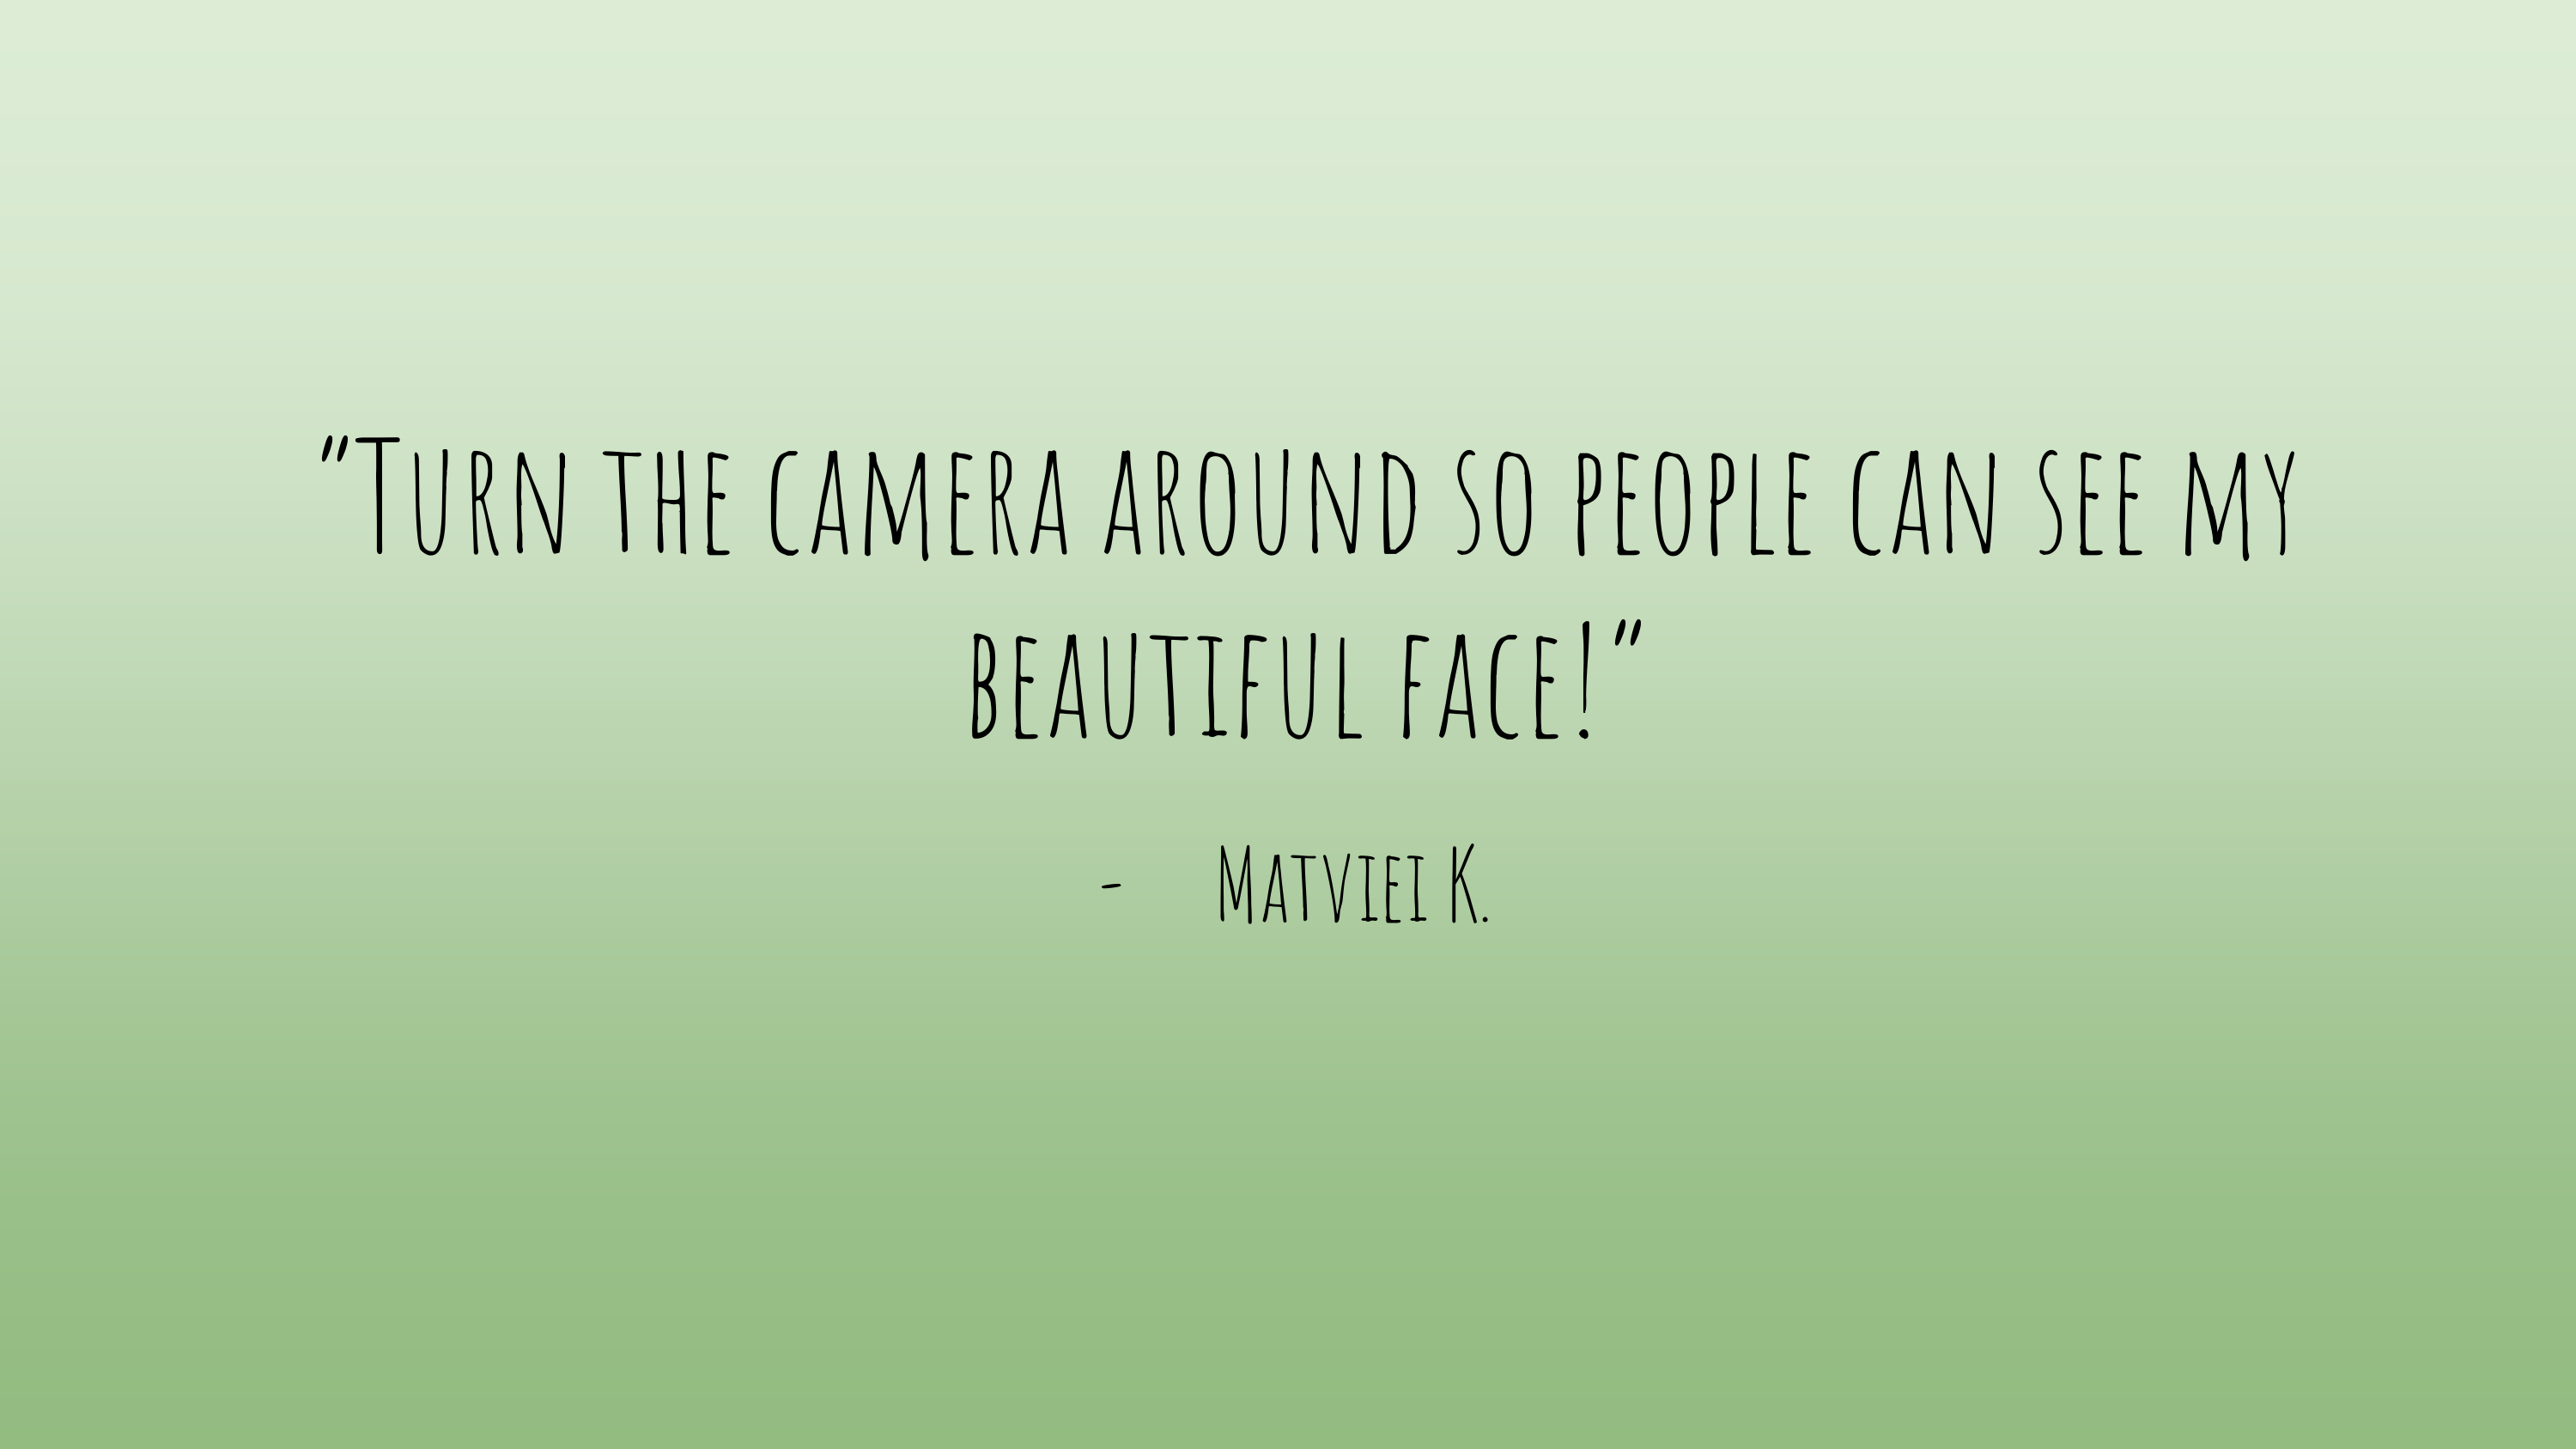 "Turn the camera around so people can see my
beautiful face!"
- Matviei K.